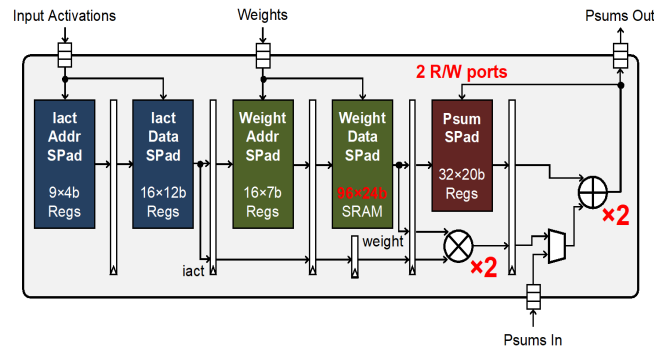 Input Activations
Weights
Psums Out
2 R/W ports
Iact
Addr
SPad
9×4b
Regs
Iact
Data
SPad
16×12b
Regs
Weight
Addr
SPad
16×7b
Regs
Weight
Data
SPad
96×24b
SRAM
Psum
SPad
32×20b
Regs
×2
weight
iact
×2
Psums In